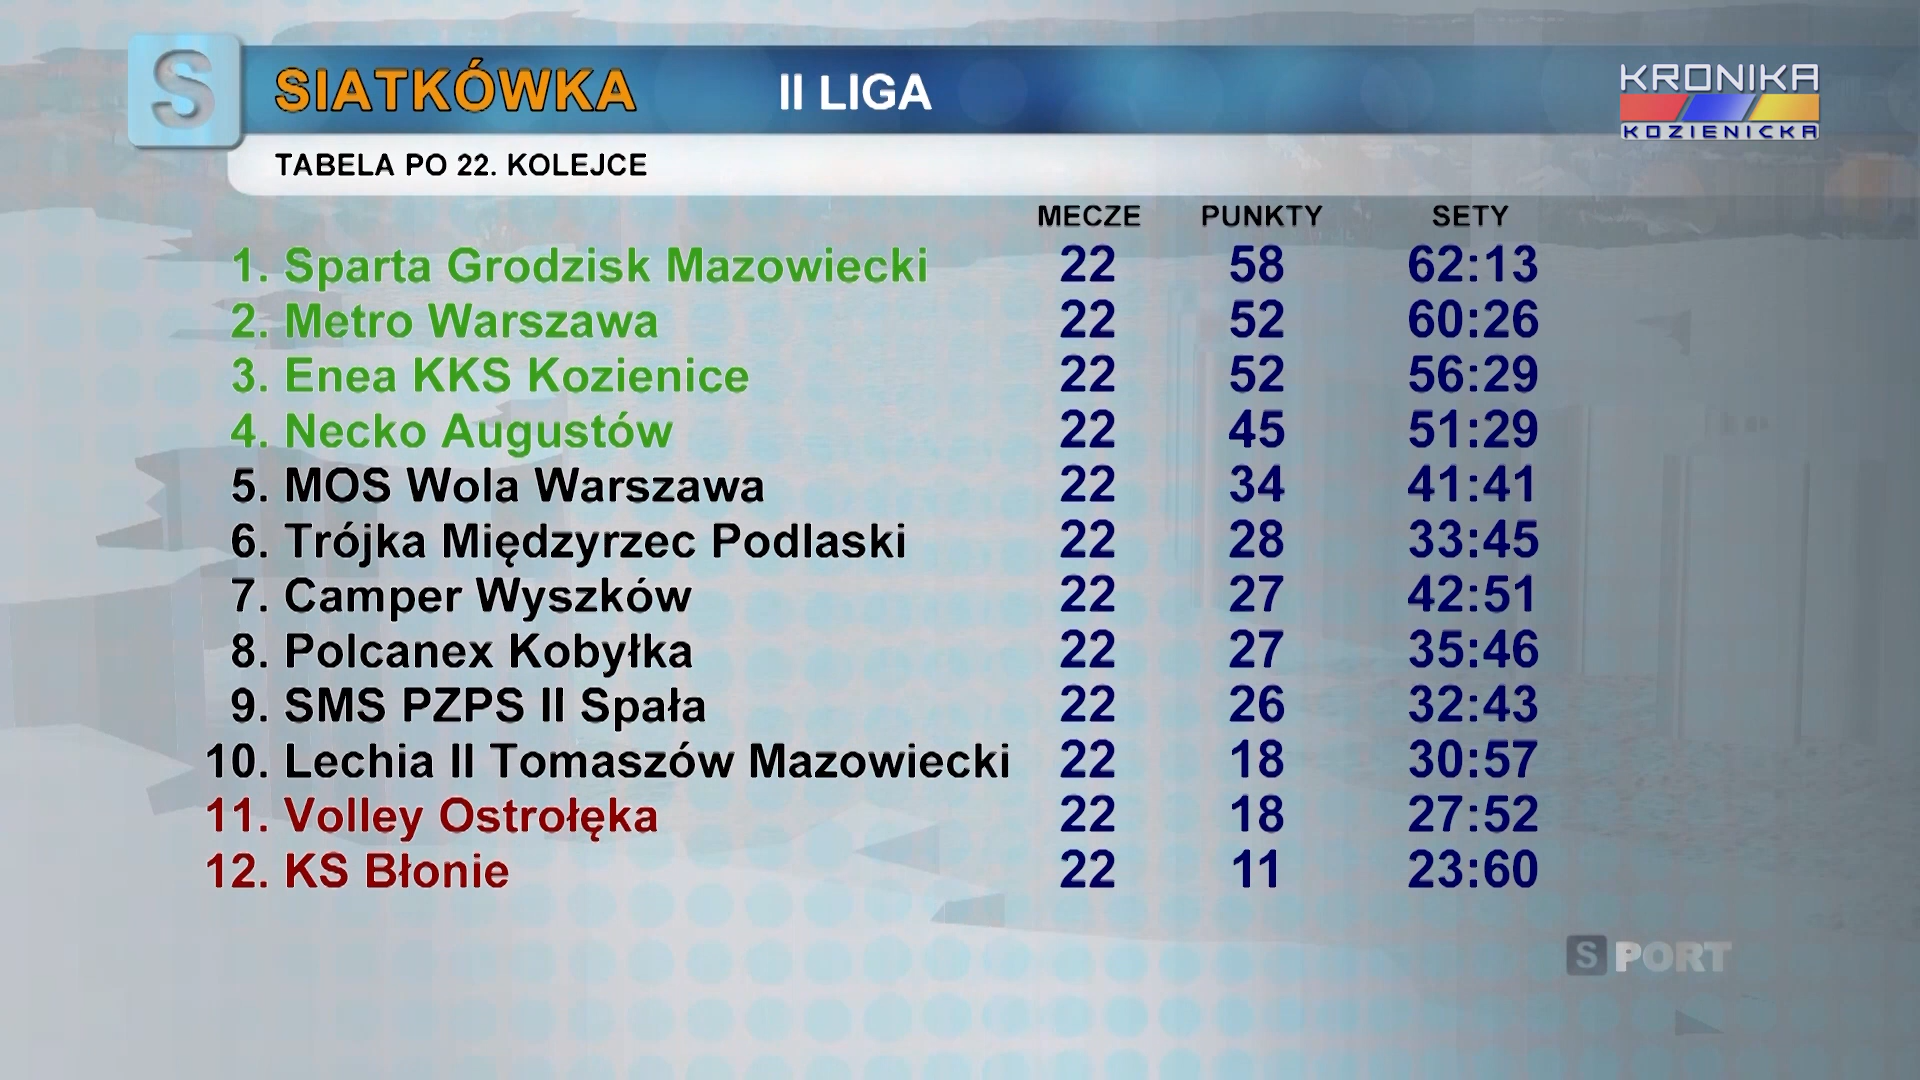 S SIATKÓWKA II LIGA
KRONIKA
KOZIENICKA
TABELA PO 22. KOLEJCE
MECZE PUNKTY SETY
1. Sparta Grodzisk Mazowiecki 22 58 62:13
2. Metro Warszawa 22 52 60:26
3. Enea KKS Kozienice 22 52 56:29
4. Necko Augustów 22 45 51:29
5. MOS Wola Warszawa 22 34 41:41
6. Trójka Międzyrzec Podlaski 22 28 33:45
7. Camper Wyszków 22 27 42:51
8. Polcanex Kobyłka 22 27 35:46
9. SMS PZPS II Spała 22 26 32:43
10. Lechia II Tomaszów Mazowiecki 22 18 30:57
11. Volley Ostrołęka 22 18 27:52
12. KS Błonie 22 11 23:60
SPORT